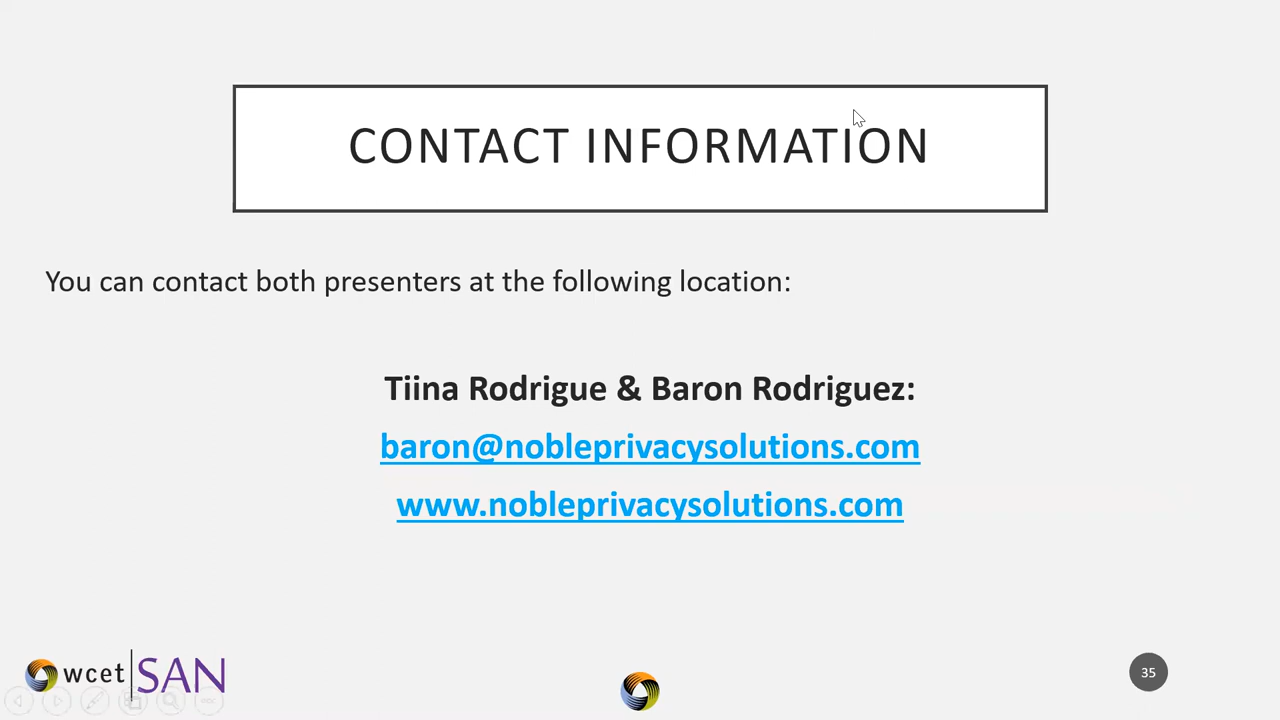 CONTACT INFORMATION
You can contact both presenters at the following location:
Tiina Rodrigue & Baron Rodriguez:
baron@nobleprivacysolutions.com
www.nobleprivacysolutions.com
wcet SAN
35